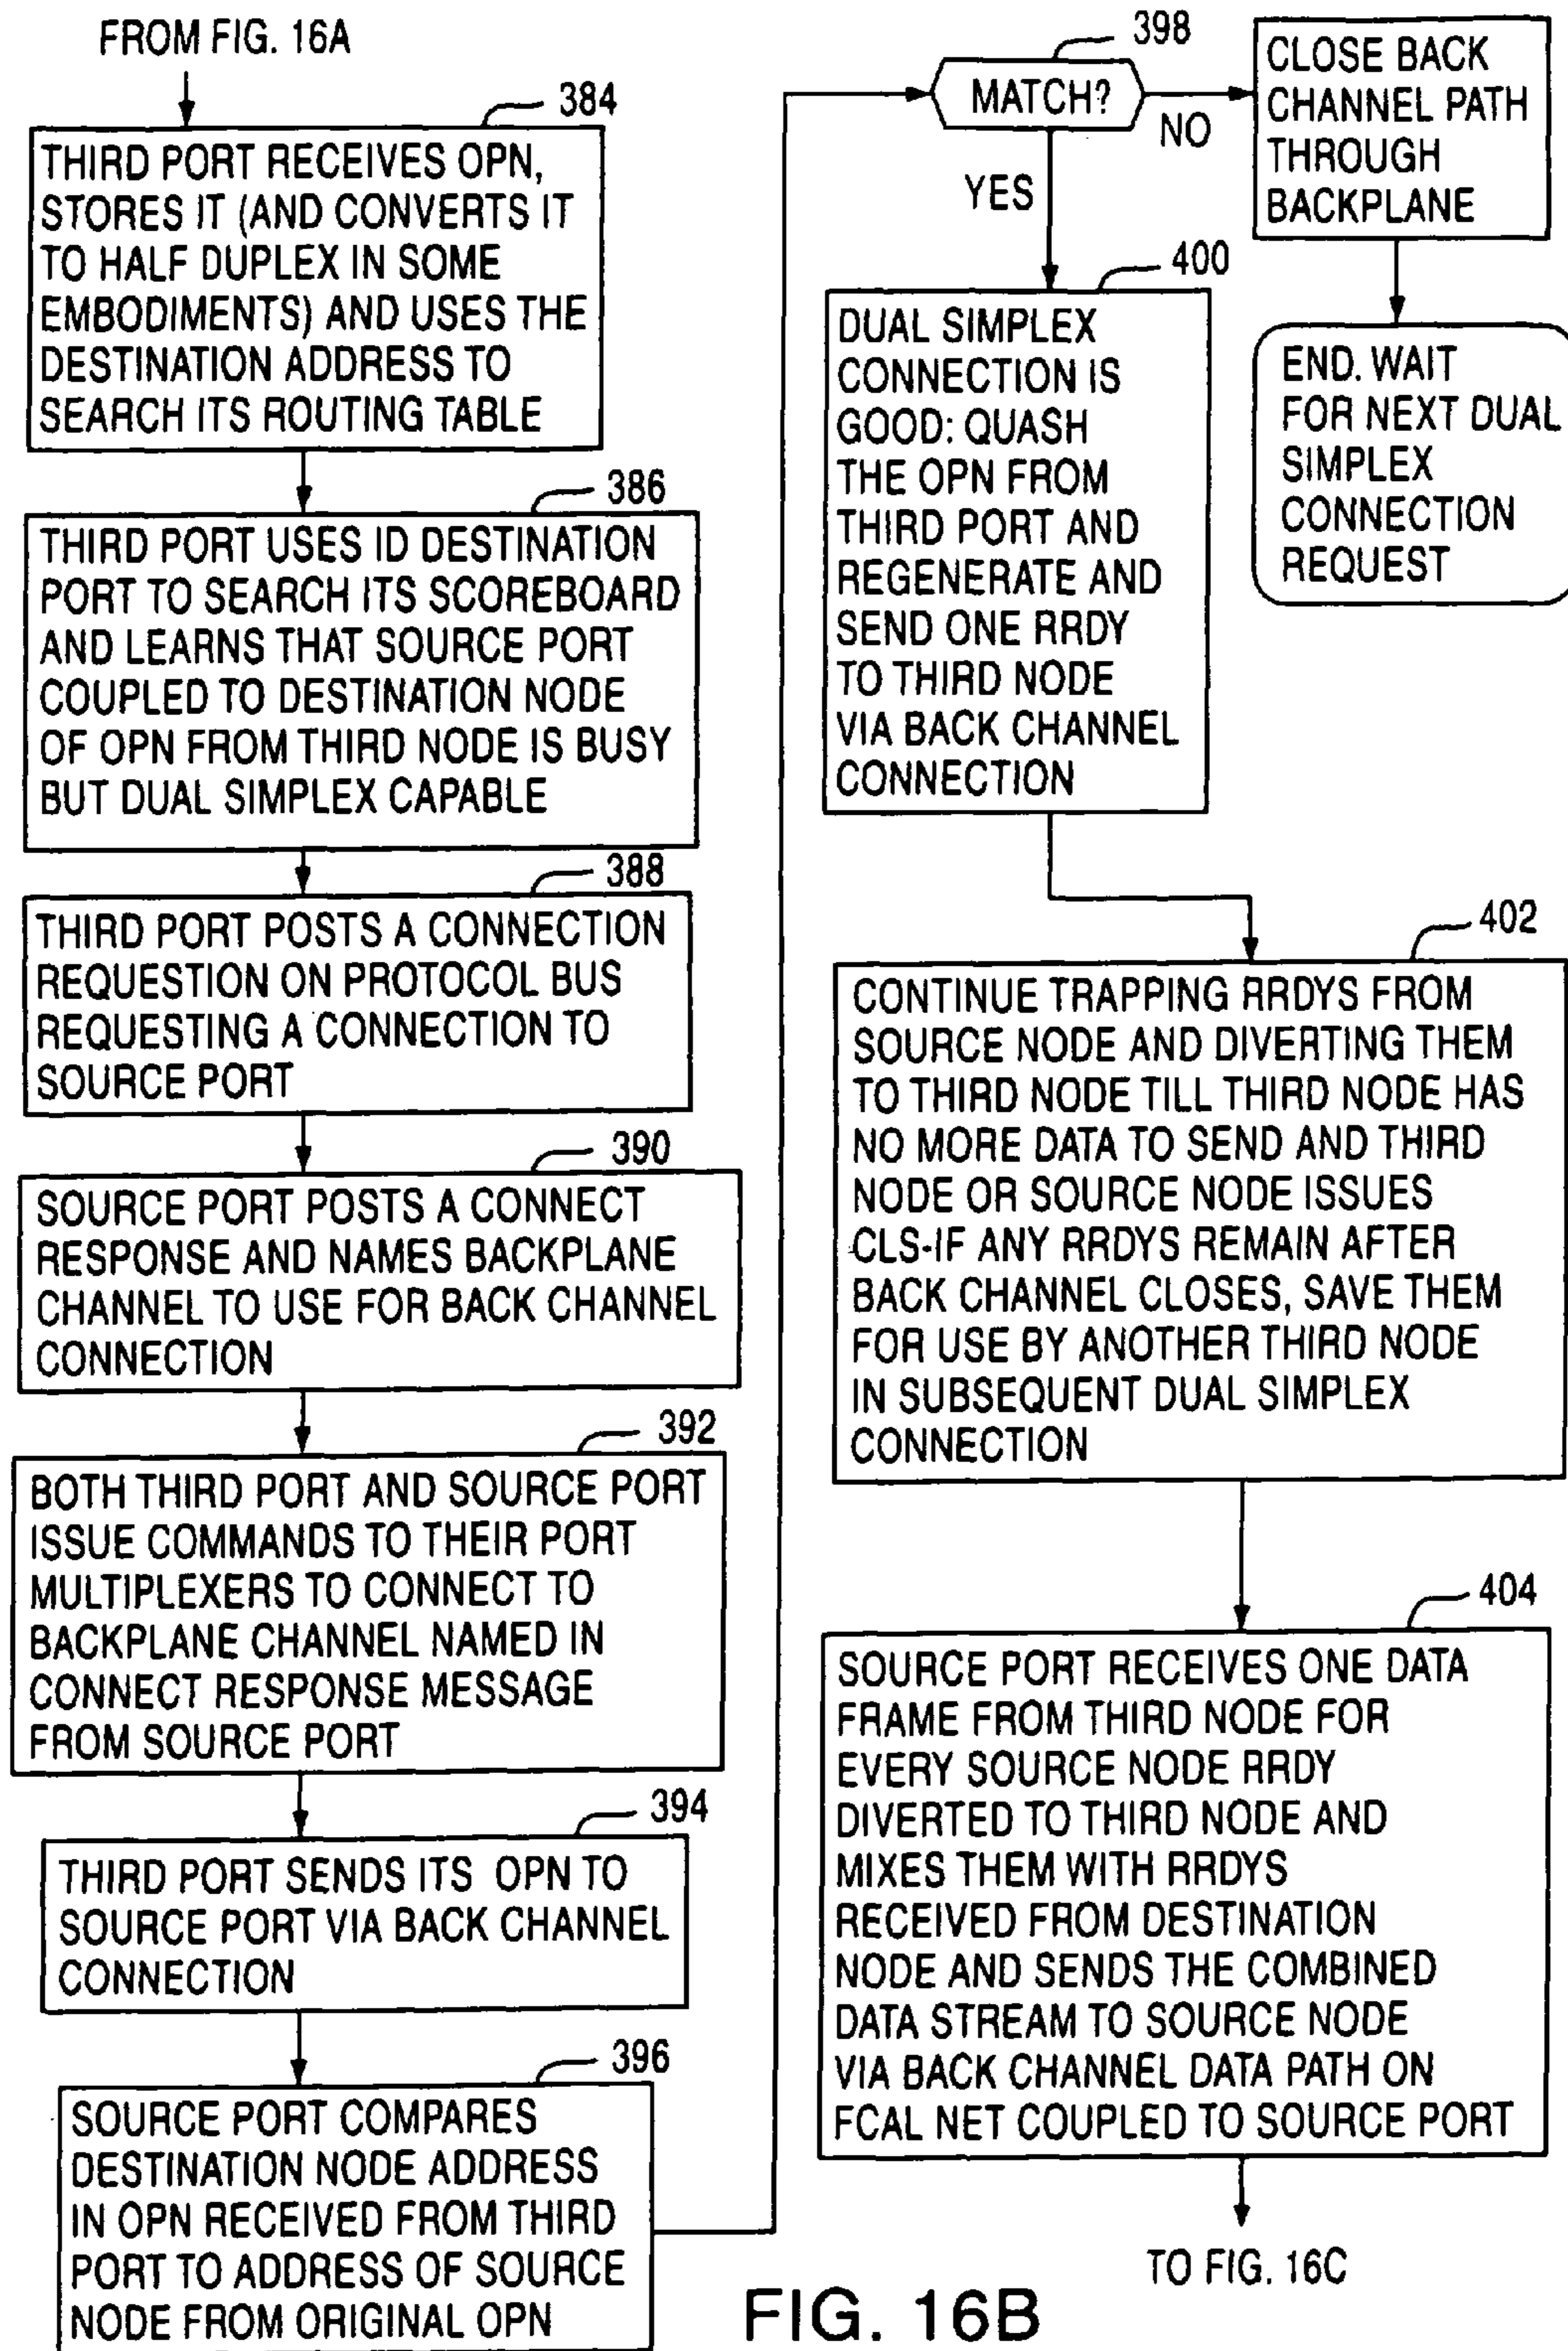 FROM FIG. 16A
384
THIRD PORT RECEIVES OPN,
STORES IT (AND CONVERTS IT
TO HALF DUPLEX IN SOME
EMBODIMENTS) AND USES THE
DESTINATION ADDRESS TO
SEARCH ITS ROUTING TABLE
386
THIRD PORT USES ID DESTINATION
PORT TO SEARCH ITS SCOREBOARD
AND LEARNS THAT SOURCE PORT
COUPLED TO DESTINATION NODE
OF OPN FROM THIRD NODE IS BUSY
BUT DUAL SIMPLEX CAPABLE
388
THIRD PORT POSTS A CONNECTION
REQUESTION ON PROTOCOL BUS
REQUESTING A CONNECTION TO
SOURCE PORT
390
SOURCE PORT POSTS A CONNECT
RESPONSE AND NAMES BACKPLANE
CHANNEL TO USE FOR BACK CHANNEL
CONNECTION
392
BOTH THIRD PORT AND SOURCE PORT
ISSUE COMMANDS TO THEIR PORT
MULTIPLEXERS TO CONNECT TO
BACKPLANE CHANNEL NAMED IN
CONNECT RESPONSE MESSAGE
FROM SOURCE PORT
394
THIRD PORT SENDS ITS OPN TO
SOURCE PORT VIA BACK CHANNEL
CONNECTION
396
SOURCE PORT COMPARES
DESTINATION NODE ADDRESS
IN OPN RECEIVED FROM THIRD
PORT TO ADDRESS OF SOURCE
NODE FROM ORIGINAL OPN
398
MATCH?
NO
YES
CLOSE BACK
CHANNEL PATH
THROUGH
BACKPLANE
END. WAIT
FOR NEXT DUAL
SIMPLEX
CONNECTION
REQUEST
400
DUAL SIMPLEX
CONNECTION IS
GOOD: QUASH
THE OPN FROM
THIRD PORT AND
REGENERATE AND
SEND ONE RRDY
TO THIRD NODE
VIA BACK CHANNEL
CONNECTION
402
CONTINUE TRAPPING RRDYS FROM
SOURCE NODE AND DIVERTING THEM
TO THIRD NODE TILL THIRD NODE HAS
NO MORE DATA TO SEND AND THIRD
NODE OR SOURCE NODE ISSUES
CLS-IF ANY RRDYS REMAIN AFTER
BACK CHANNEL CLOSES, SAVE THEM
FOR USE BY ANOTHER THIRD NODE
IN SUBSEQUENT DUAL SIMPLEX
CONNECTION
404
SOURCE PORT RECEIVES ONE DATA
FRAME FROM THIRD NODE FOR
EVERY SOURCE NODE RRDY
DIVERTED TO THIRD NODE AND
MIXES THEM WITH RRDYS
RECEIVED FROM DESTINATION
NODE AND SENDS THE COMBINED
DATA STREAM TO SOURCE NODE
VIA BACK CHANNEL DATA PATH ON
FCAL NET COUPLED TO SOURCE PORT
TO FIG. 16C
FIG. 16B